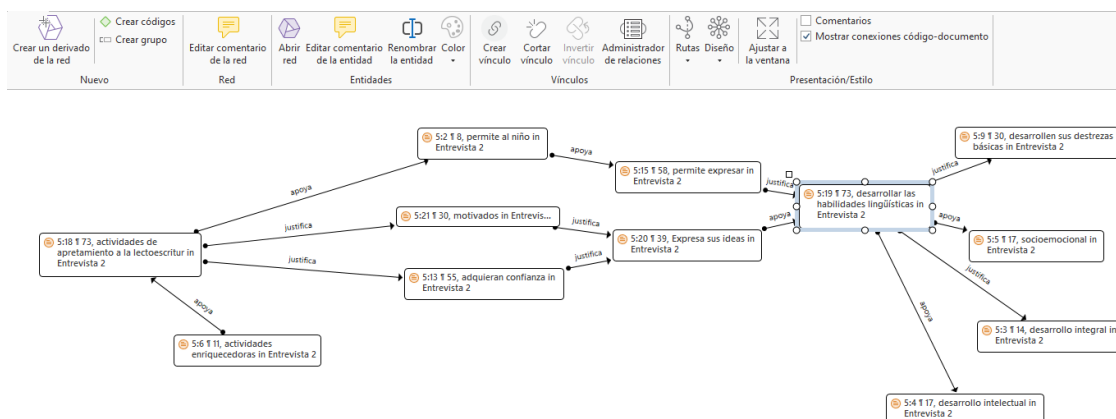 Crear un derivado
de la red
Crear códigos
Crear grupo
Nuevo
Editar comentario
de la red
Red
Abrir
red
Editar comentario
de la entidad
Renombrar
la entidad
Color
Entidades
Crear
vínculo
Cortar
vínculo
Invertir
vínculo
Administrador
de relaciones
Vínculos
Rutas
Diseño
Ajustar a
la ventana
Comentarios
Mostrar conexiones código-documento
Presentación/Estilo
5:2 ¶ 8, permite al niño in
Entrevista 2
5:9 ¶ 30, desarrollen sus destrezas
básicas in Entrevista 2
apoya
justifica
5:15 ¶ 58, permite expresar in
Entrevista 2
justifica
apoya
5:19 ¶ 73, desarrollar las
habilidades lingüísticas in
Entrevista 2
5:21 ¶ 30, motivados in Entrevis...
apoya
apoya
justifica
justifica
5:20 ¶ 39, Expresa sus ideas in
Entrevista 2
5:5 ¶ 17, socioemocional in
Entrevista 2
5:18 ¶ 73, actividades de
apretamiento a la lectoescritur in
Entrevista 2
justifica
justifica
justifica
5:13 ¶ 55, adquieran confianza in
Entrevista 2
apoya
apoya
5:3 ¶ 14, desarrollo integral in
Entrevista 2
5:6 ¶ 11, actividades
enriquecedoras in Entrevista 2
5:4 ¶ 17, desarrollo intelectual in
Entrevista 2